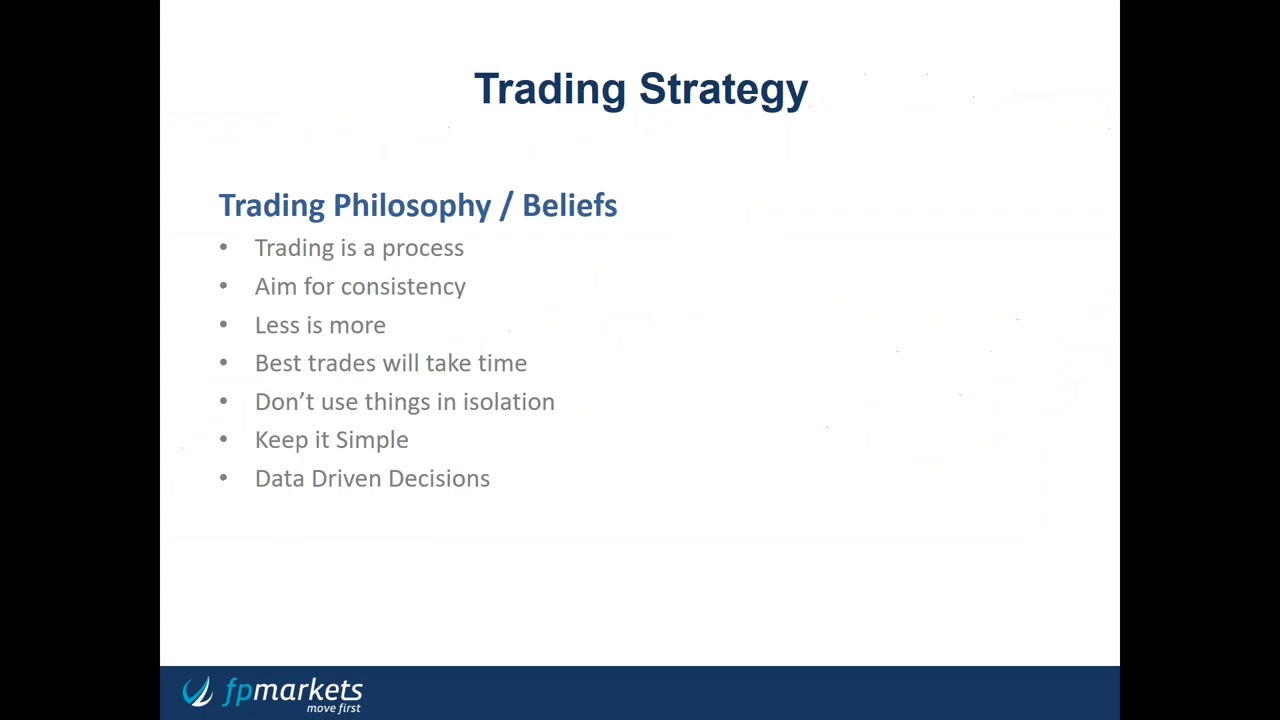 Trading Strategy
Trading Philosophy / Beliefs
• Trading is a process
• Aim for consistency
• Less is more
• Best trades will take time
• Don’t use things in isolation
• Keep it Simple
• Data Driven Decisions
fpmarkets
move first